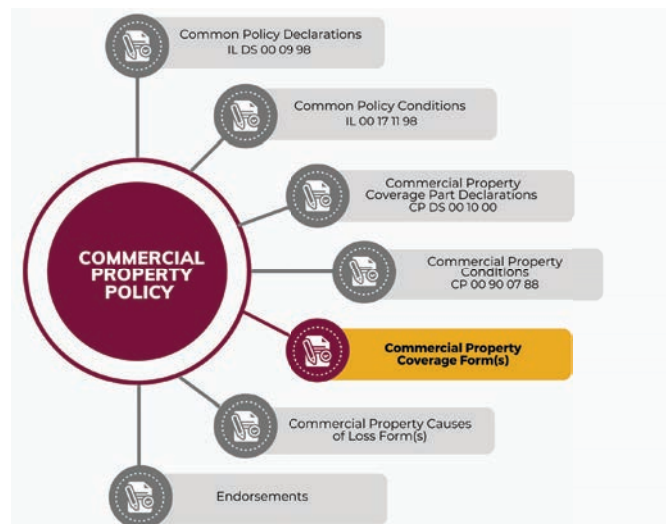 Common Policy Declarations
IL DS 00 09 98
Common Policy Conditions
IL 00 17 11 98
Commercial Property
Coverage Part Declarations
CP DS 00 10 00
COMMERCIAL
PROPERTY
POLICY
Commercial Property
Conditions
CP 00 90 07 88
Commercial Property
Coverage Form(s)
Commercial Property Causes
of Loss Form(s)
Endorsements